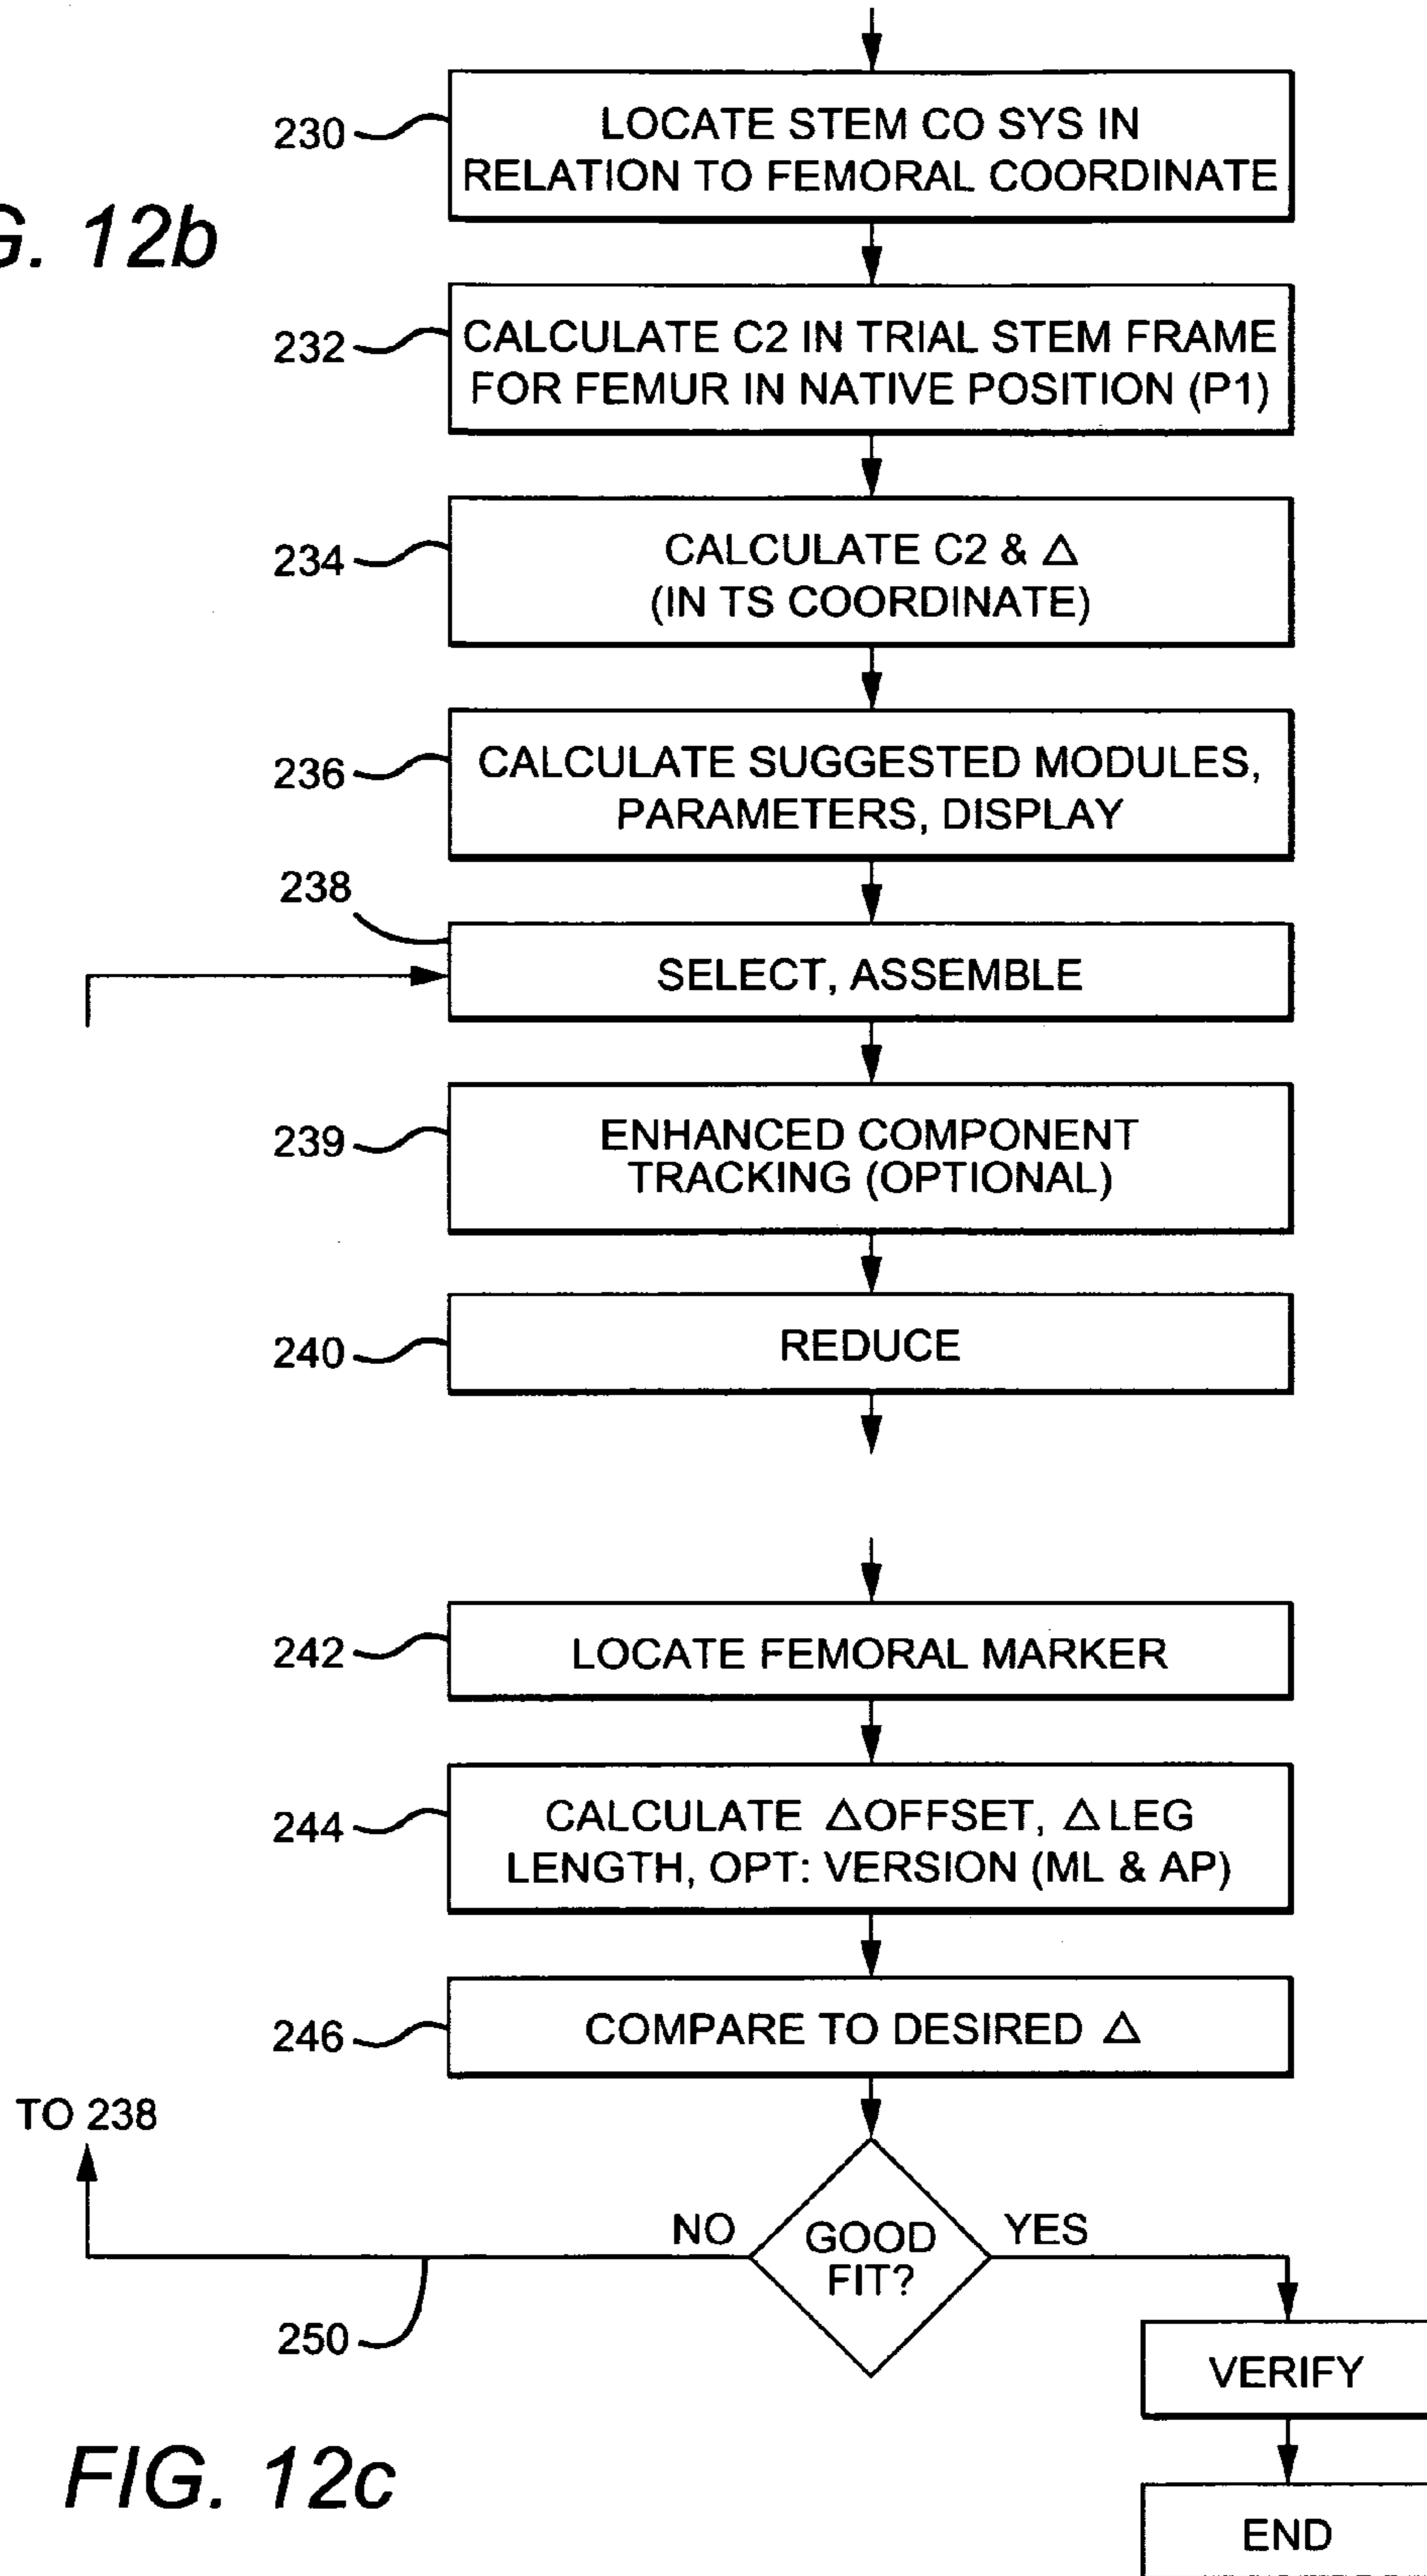 230
LOCATE STEM CO SYS IN
RELATION TO FEMORAL COORDINATE
G. 12b
232
CALCULATE C2 IN TRIAL STEM FRAME
FOR FEMUR IN NATIVE POSITION (P1)
234
CALCULATE C2 & △
(IN TS COORDINATE)
236
CALCULATE SUGGESTED MODULES,
PARAMETERS, DISPLAY
238
SELECT, ASSEMBLE
239
ENHANCED COMPONENT
TRACKING (OPTIONAL)
240
REDUCE
242
LOCATE FEMORAL MARKER
244
CALCULATE △OFFSET, △LEG
LENGTH, OPT: VERSION (ML & AP)
246
COMPARE TO DESIRED △
TO 238
NO
GOOD
FIT?
YES
250
VERIFY
END
FIG. 12c